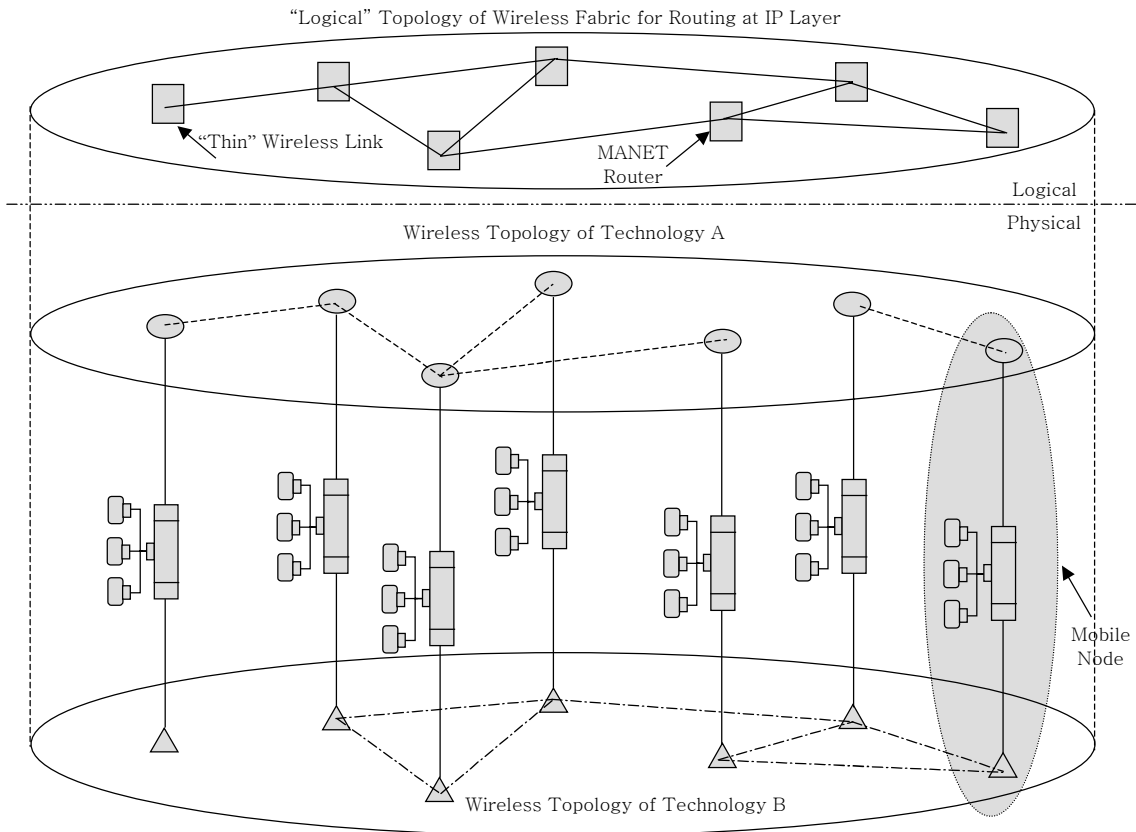 “Logical” Topology of Wireless Fabric for Routing at IP Layer
“Thin” Wireless Link
MANET
Router
Logical
Physical
Wireless Topology of Technology A
Mobile
Node
Wireless Topology of Technology B